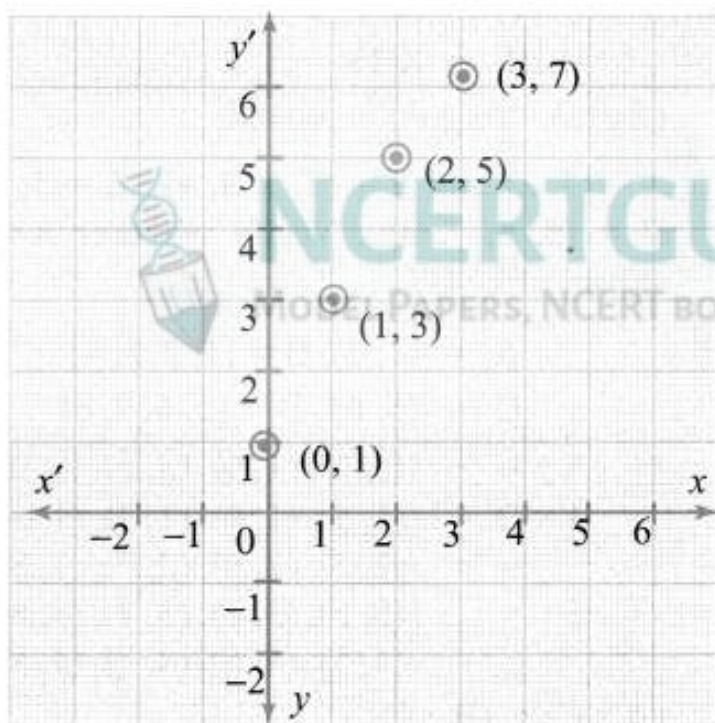 y′
6
(3, 7)
5
(2, 5)
NCERTGU
4
3
MODEL PAPERS, NCERT BO
(1, 3)
2
1
(0, 1)
x′
x
−2 −1 0 1 2 3 4 5 6
−1
−2
y